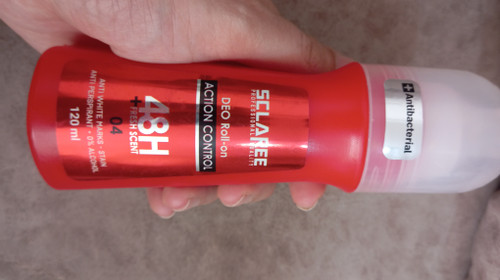 SCLAREE
PROFESSIONAL QUALITY
DEO Roll-on
ACTION CONTROL
48H
+FRESH SCENT
04
ANTI WHITE MARKS - STAIN
ANTI PERSPIRANT - 0% ALCOHOL
120 ml
Antibacterial